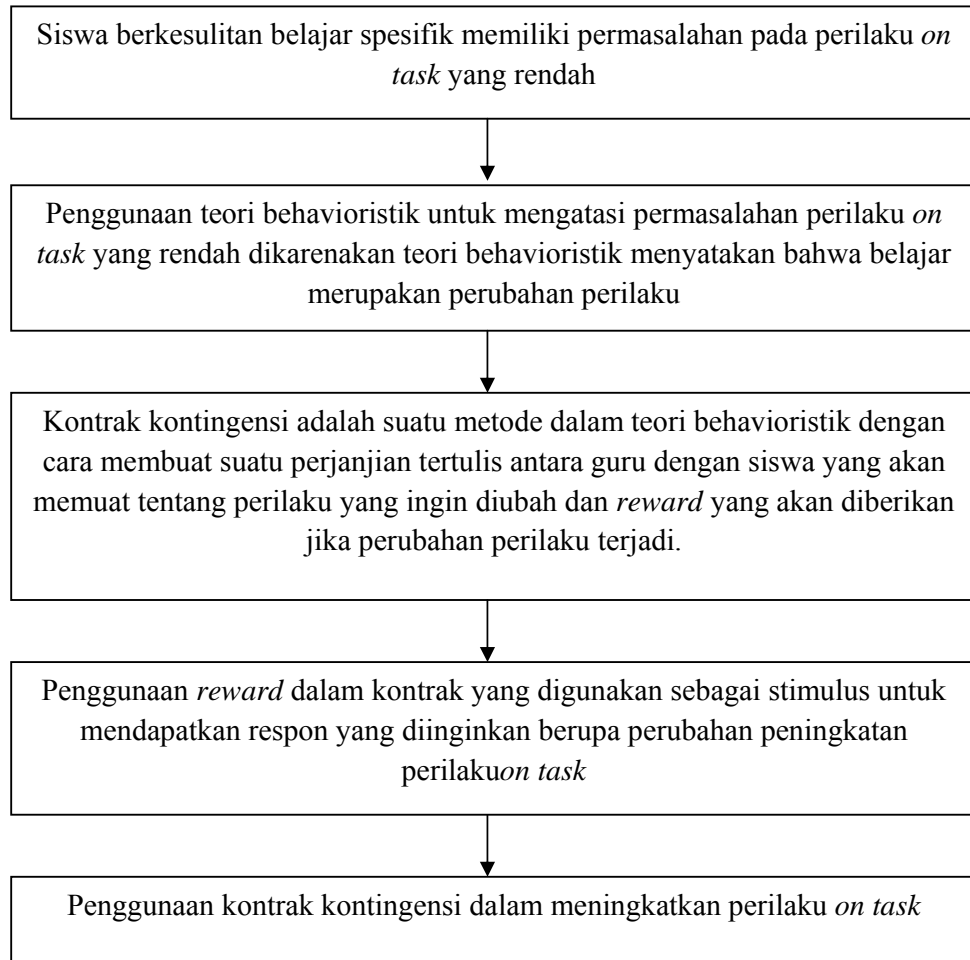 Siswa berkesulitan belajar spesifik memiliki permasalahan pada perilaku on
task yang rendah
Penggunaan teori behavioristik untuk mengatasi permasalahan perilaku on
task yang rendah dikarenakan teori behavioristik menyatakan bahwa belajar
merupakan perubahan perilaku
Kontrak kontingensi adalah suatu metode dalam teori behavioristik dengan
cara membuat suatu perjanjian tertulis antara guru dengan siswa yang akan
memuat tentang perilaku yang ingin diubah dan reward yang akan diberikan
jika perubahan perilaku terjadi.
Penggunaan reward dalam kontrak yang digunakan sebagai stimulus untuk
mendapatkan respon yang diinginkan berupa perubahan peningkatan
perilakuon task
Penggunaan kontrak kontingensi dalam meningkatkan perilaku on task